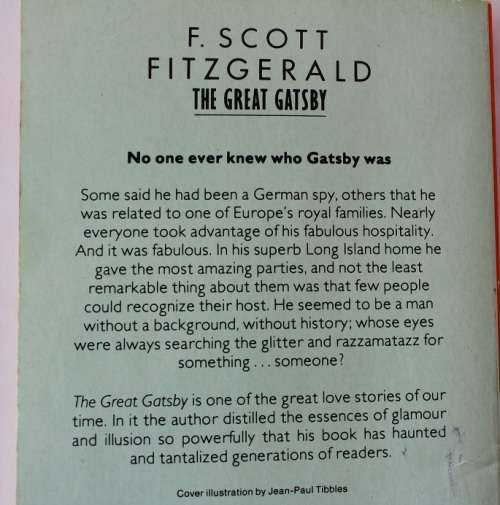 F. SCOTT
FITZGERALD
THE GREAT GATSBY
No one ever knew who Gatsby was
Some said he had been a German spy, others that he
was related to one of Europe's royal families. Nearly
everyone took advantage of his fabulous hospitality.
And it was fabulous. In his superb Long Island home he
gave the most amazing parties, and not the least
remarkable thing about them was that few people
could recognize their host. He seemed to be a man
without a background, without history; whose eyes
were always searching the glitter and razzamatazz for
something . . . someone?
The Great Gatsby is one of the great love stories of our
time. In it the author distilled the essences of glamour
and illusion so powerfully that his book has haunted
and tantalized generations of readers.
Cover illustration by Jean-Paul Tibbles